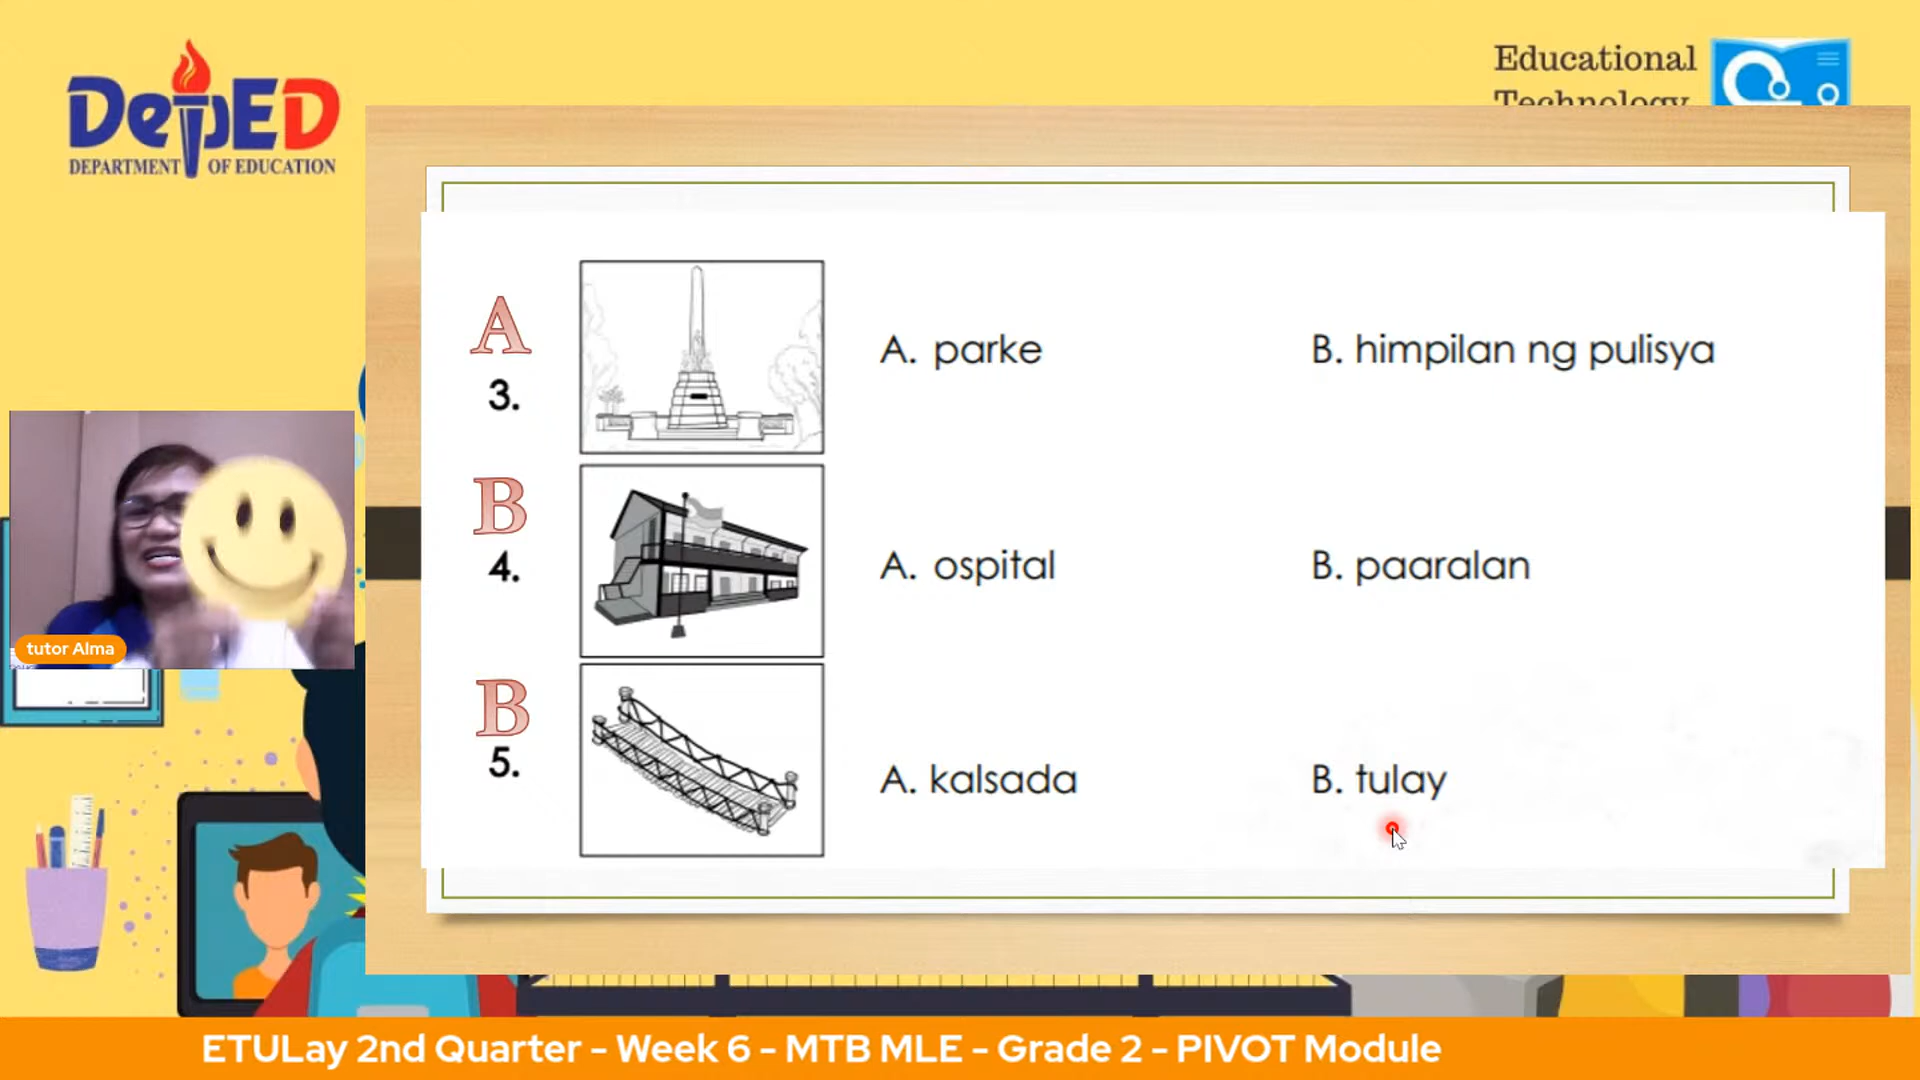 DepED
DEPARTMENT OF EDUCATION
Educational
Technology
A
3.
A. parke
B. himpilan ng pulisya
B
4.
A. ospital
B. paaralan
B
5.
A. kalsada
B. tulay
tutor Alma
ETULay 2nd Quarter - Week 6 - MTB MLE - Grade 2 - PIVOT Module